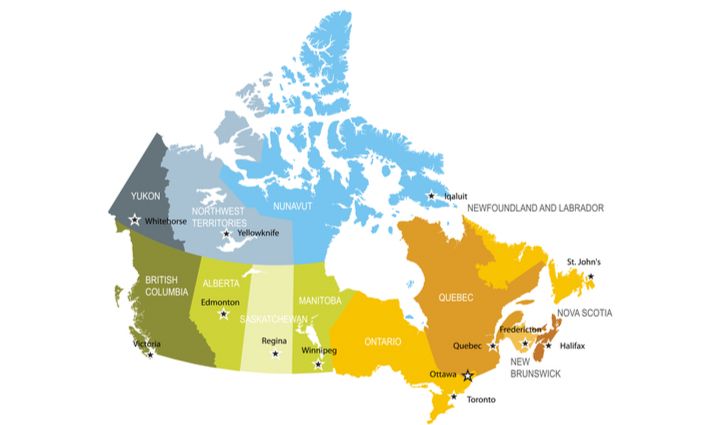 YUKON
Whitehorse
NORTHWEST
TERRITORIES
Yellowknife
NUNAVUT
Iqaluit
NEWFOUNDLAND AND LABRADOR
St. John's
BRITISH
COLUMBIA
Victoria
ALBERTA
Edmonton
SASKATCHEWAN
Regina
MANITOBA
Winnipeg
ONTARIO
Ottawa
Toronto
QUEBEC
Quebec
Fredericton
NEW
BRUNSWICK
NOVA SCOTIA
Halifax